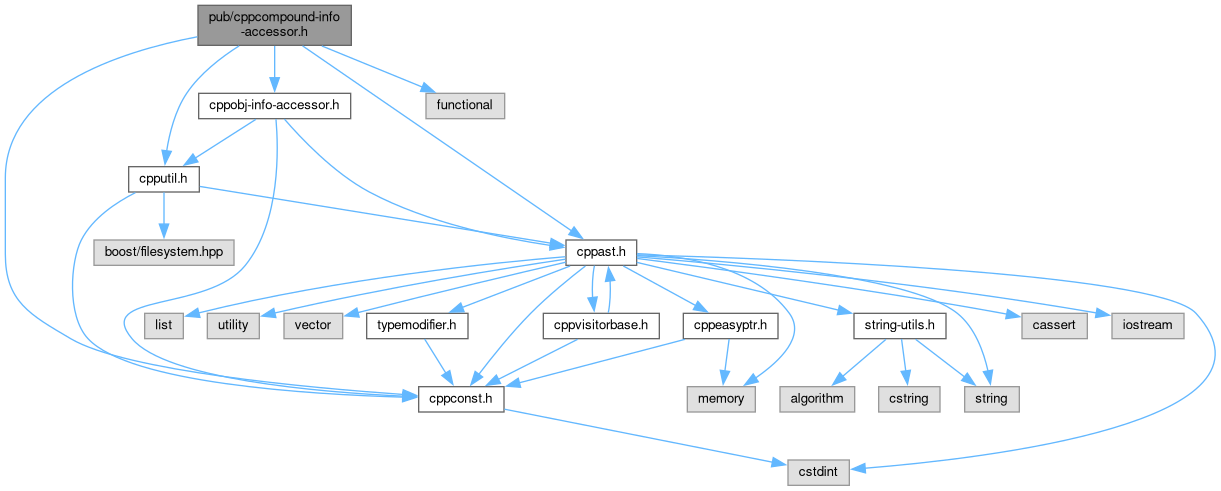 pub/cppcompound-info
-accessor.h
cppobj-info-accessor.h
functional
cpputil.h
boost/filesystem.hpp
cppast.h
list
utility
vector
typemodifier.h
cppvisitorbase.h
cppeasyptr.h
string-utils.h
cassert
iostream
cppconst.h
memory
algorithm
cstring
string
cstdint